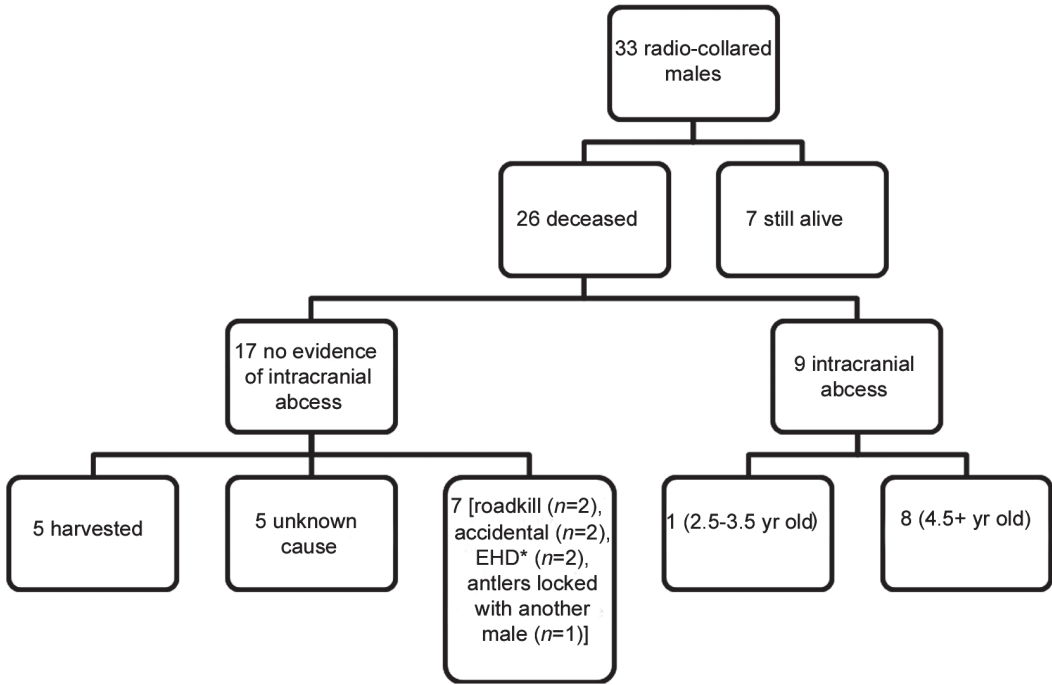 33 radio-collared
males
26 deceased
7 still alive
17 no evidence
of intracranial
abcess
9 intracranial
abcess
5 harvested
5 unknown
cause
7 [roadkill (n=2),
accidental (n=2),
EHD* (n=2),
antlers locked
with another
male (n=1)]
1 (2.5-3.5 yr old)
8 (4.5+ yr old)